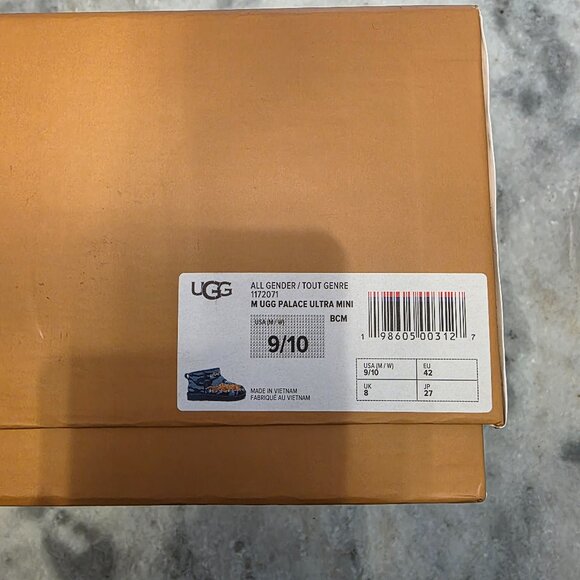 UGG
ALL GENDER / TOUT GENRE
1172071
M UGG PALACE ULTRA MINI
BCM
USA (M / W)
9/10
MADE IN VIETNAM
FABRIQUÉ AU VIETNAM
1 98605 00312 7
USA (M / W)
9/10
EU
42
UK
8
JP
27